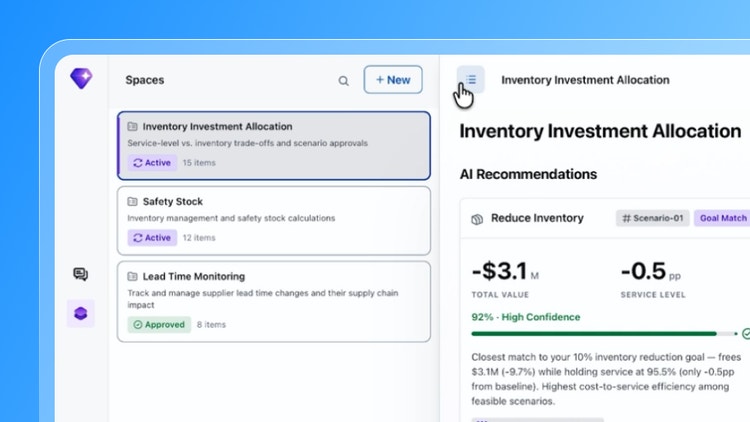 Spaces
+ New
Inventory Investment Allocation
Service-level vs. inventory trade-offs and scenario approvals
Active
15 items
Safety Stock
Inventory management and safety stock calculations
Active
12 items
Lead Time Monitoring
Track and manage supplier lead time changes and their supply chain
impact
Approved
8 items
Inventory Investment Allocation
Inventory Investment Allocation
AI Recommendations
Reduce Inventory
# Scenario-01
Goal Match
-$3.1 M
-0.5 pp
TOTAL VALUE
SERVICE LEVEL
92% · High Confidence
Closest match to your 10% inventory reduction goal — frees
$3.1M (-9.7%) while holding service at 95.5% (only -0.5pp
from baseline). Highest cost-to-service efficiency among
feasible scenarios.